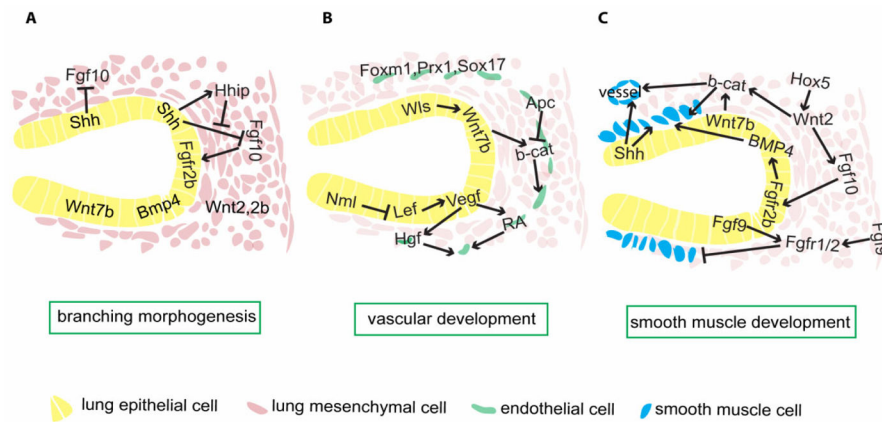 A
Fgf10
Hhip
Shh
Shh
Fgf10
Fgfr2b
Wnt7b
Bmp4
Wnt2,2b
branching morphogenesis
B
Foxm1,Prx1,Sox17
Wls
Wnt7b
Apc
b-cat
Nml
Lef
Vegf
RA
Hgf
vascular development
C
vessel
b-cat
Hox5
Wnt7b
Wnt2
Shh
BMP4
Fgf10
Fgfr2b
Fgf9
Fgfr1/2
Fgf9
smooth muscle development
lung epithelial cell
lung mesenchymal cell
endothelial cell
smooth muscle cell